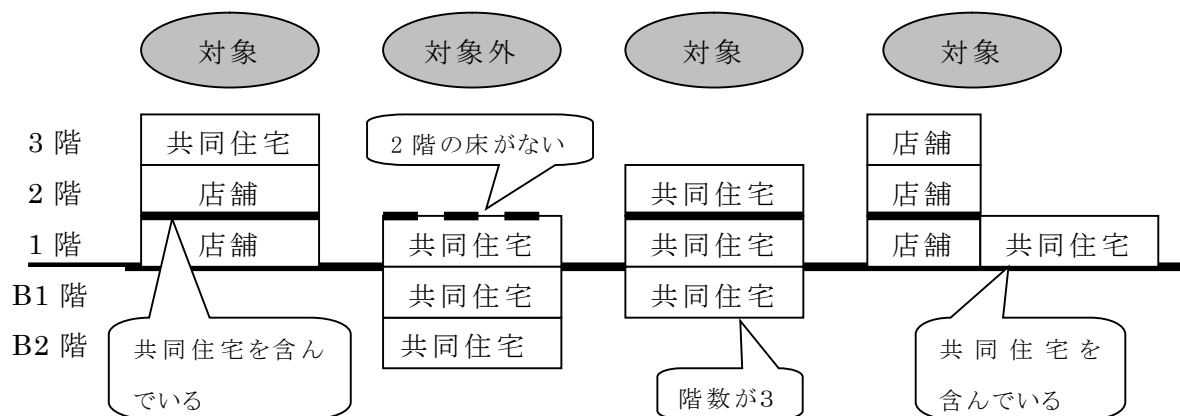 対象
対象外
対象
対象
3 階
共同住宅
2 階の床がない
店舗
2 階
店舗
共同住宅
店舗
1 階
店舗
共同住宅
共同住宅
店舗
共同住宅
B1 階
共同住宅
共同住宅
B2 階
共同住宅
共同住宅を含ん
でいる
階数が3
共同住宅を
含んでいる